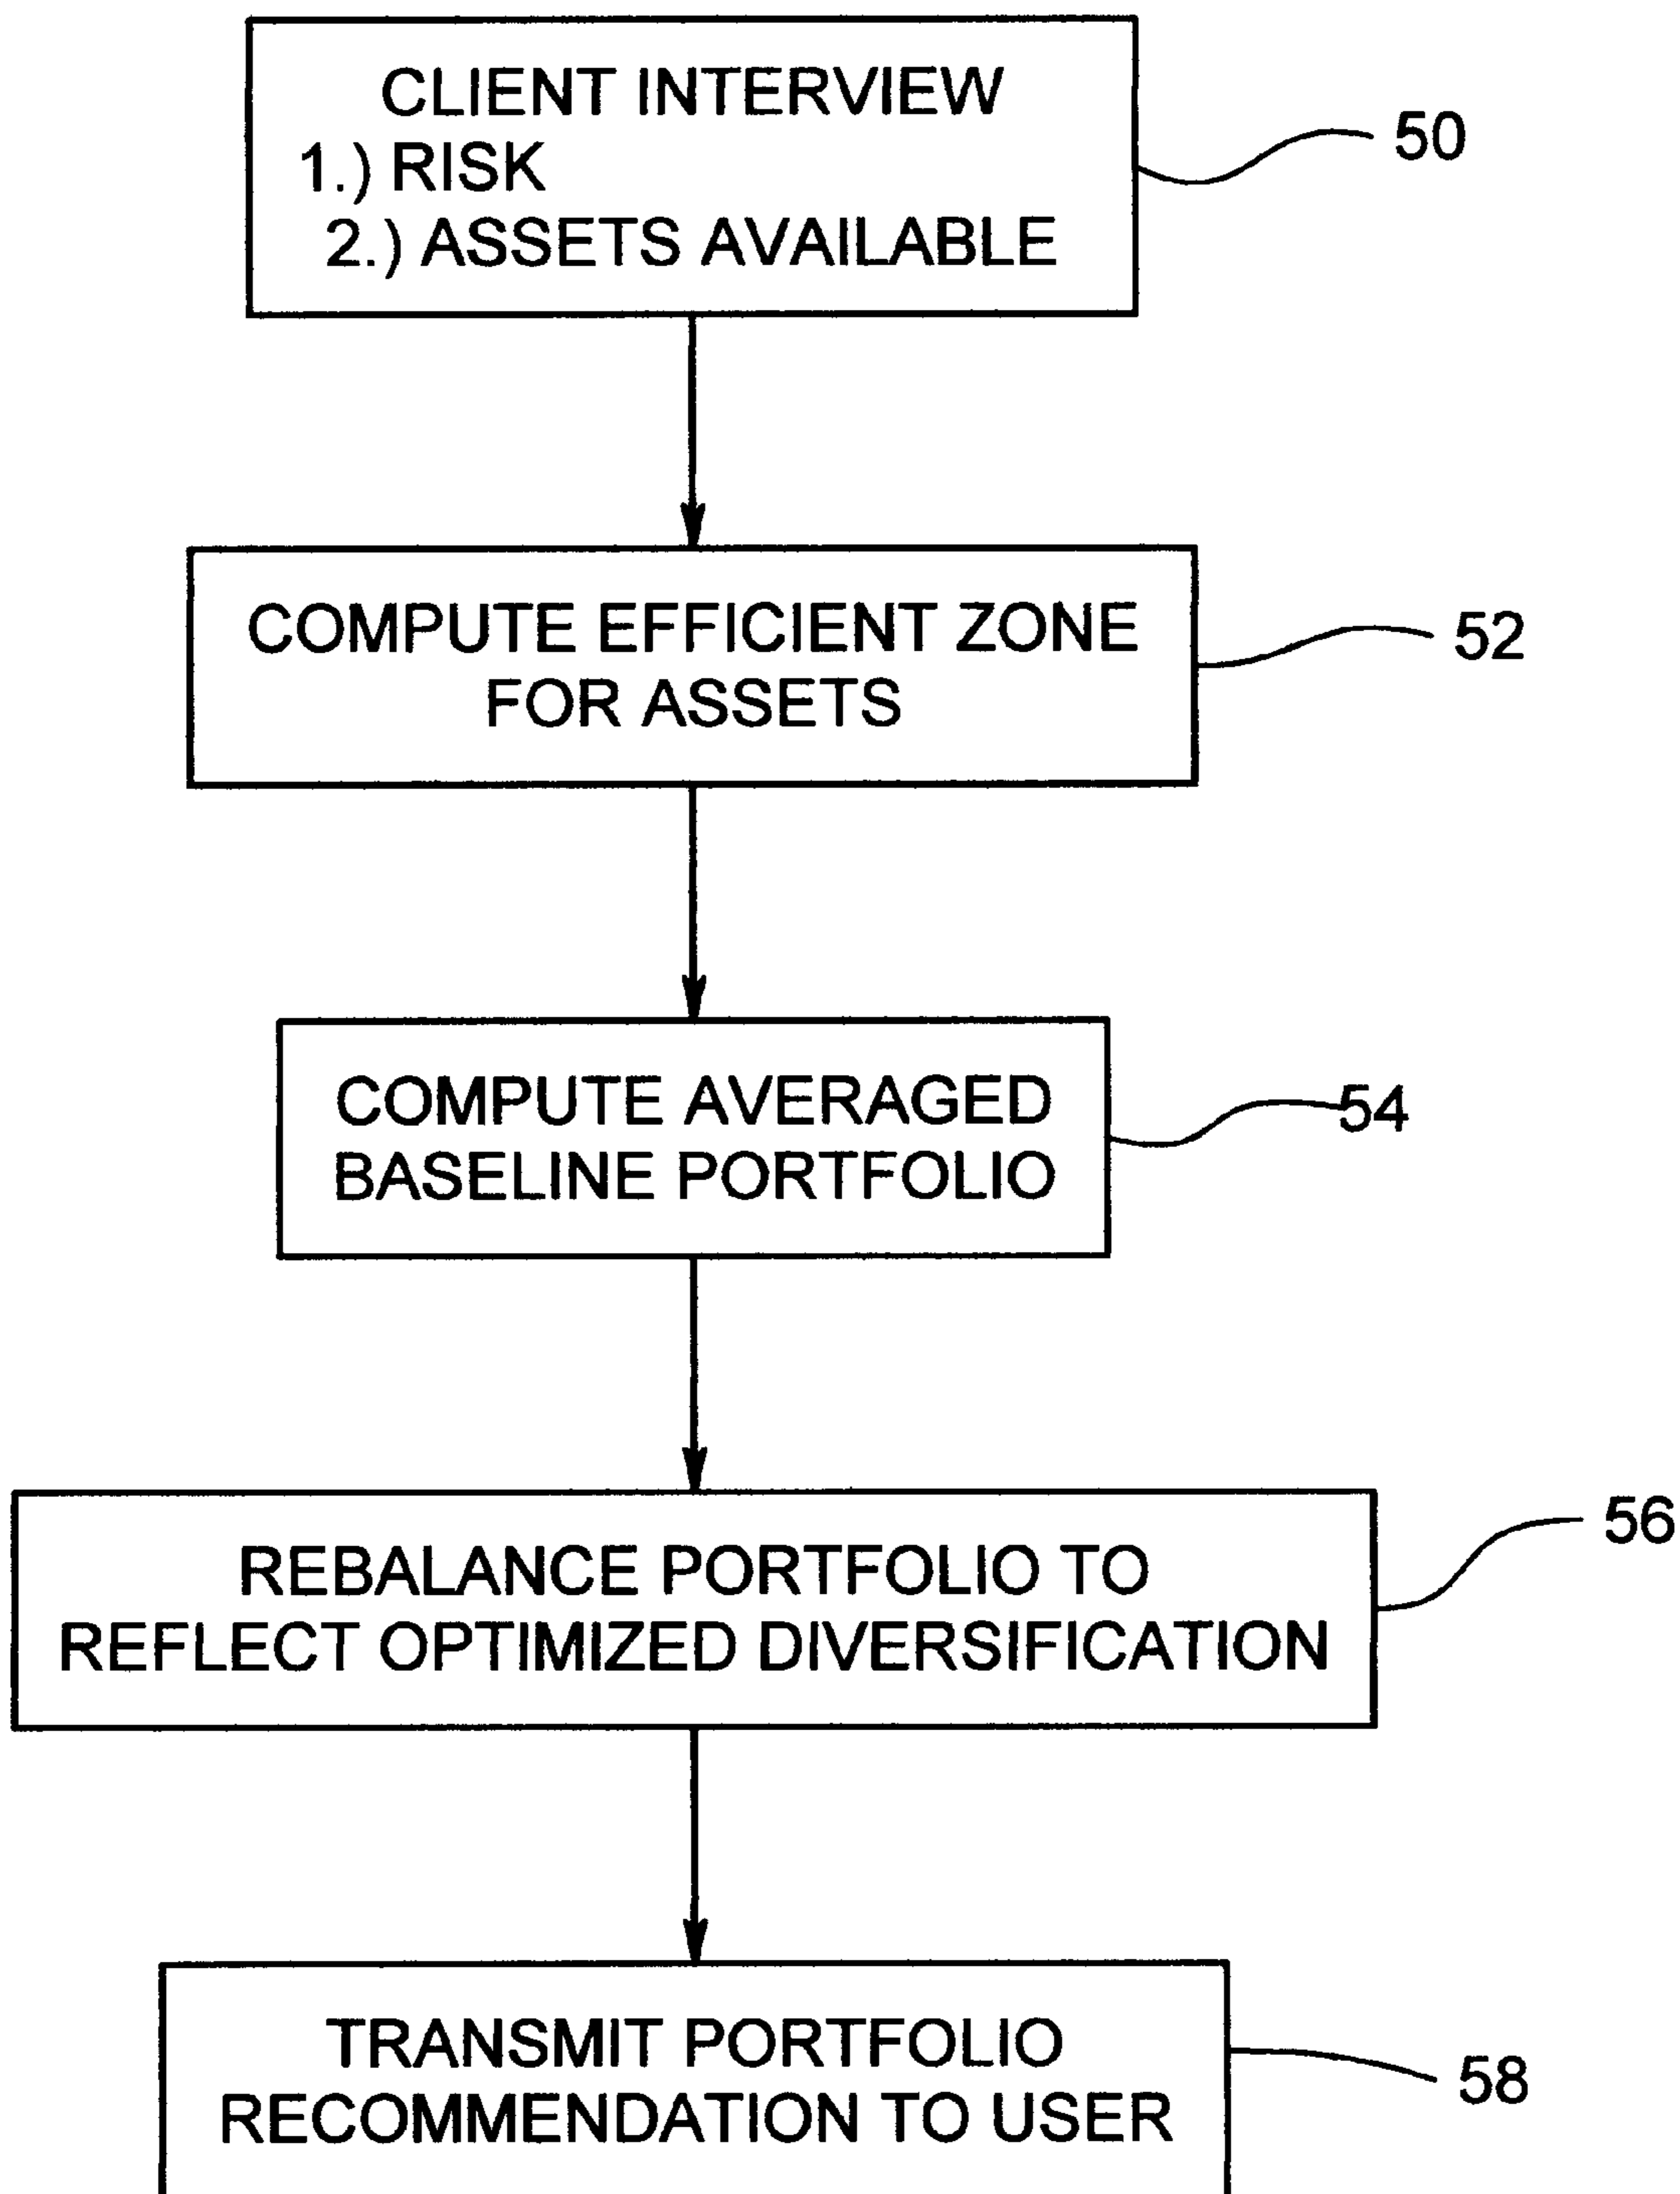 CLIENT INTERVIEW
1.) RISK
2.) ASSETS AVAILABLE
50
COMPUTE EFFICIENT ZONE
FOR ASSETS
52
COMPUTE AVERAGED
BASELINE PORTFOLIO
54
REBALANCE PORTFOLIO TO
REFLECT OPTIMIZED DIVERSIFICATION
56
TRANSMIT PORTFOLIO
RECOMMENDATION TO USER
58